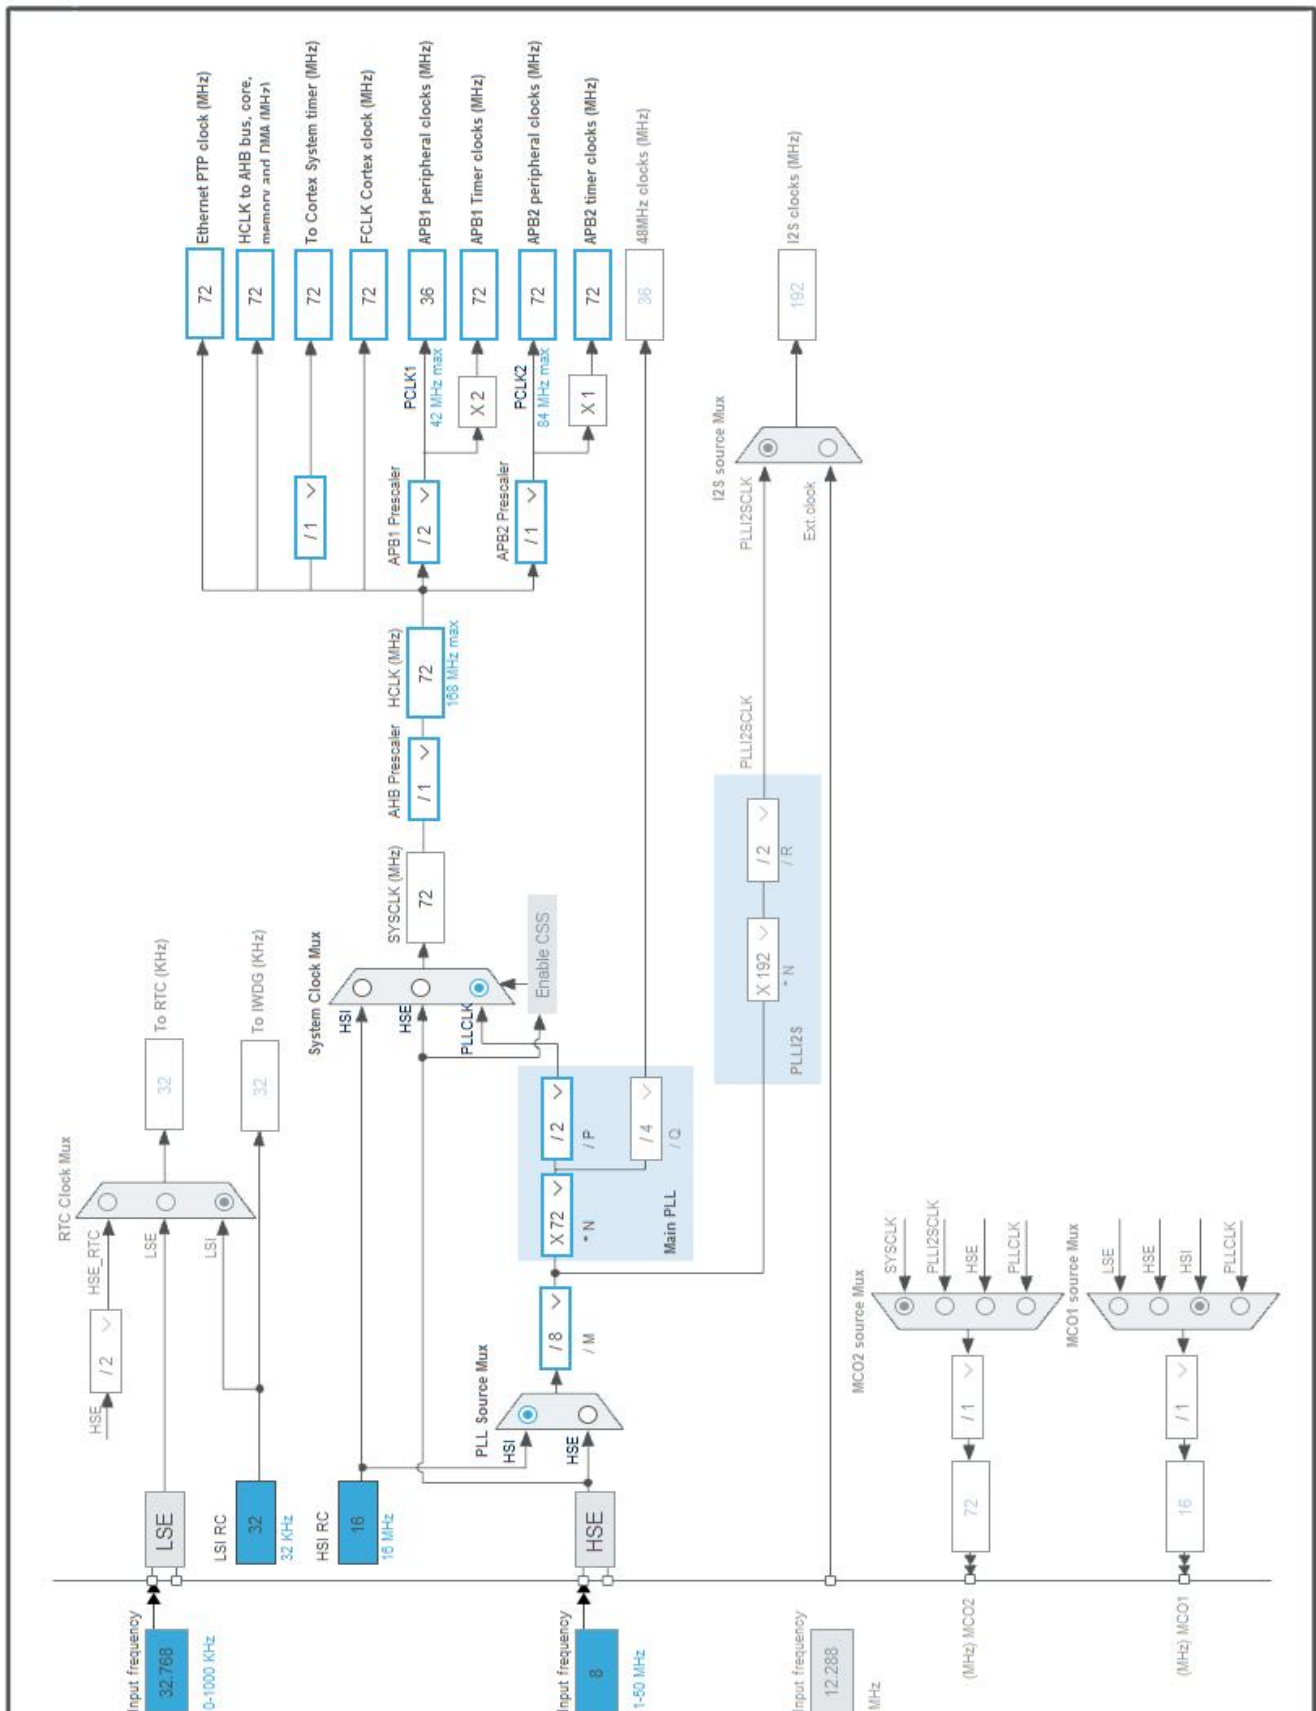 Input frequency
32.768
0-1000 KHz
LSE
HSE
/ 2
HSE_RTC
LSE
LSI
RTC Clock Mux
32
To RTC (KHz)
LSI RC
32
32 KHz
32
To IWDG (KHz)
HSI RC
16
16 MHz
Input frequency
8
1-50 MHz
HSE
PLL Source Mux
HSI
HSE
/ 8
/ M
X 72
* N
/ 2
/ P
/ 4
/ Q
Main PLL
System Clock Mux
HSI
HSE
PLLCLK
Enable CSS
SYSCLK (MHz)
72
AHB Prescaler
/ 1
HCLK (MHz)
72
168 MHz max
/ 1
APB1 Prescaler
/ 2
PCLK1
42 MHz max
X 2
APB2 Prescaler
/ 1
PCLK2
84 MHz max
X 1
72
Ethernet PTP clock (MHz)
72
HCLK to AHB bus, core,
memory and DMA (MHz)
72
To Cortex System timer (MHz)
72
FCLK Cortex clock (MHz)
36
APB1 peripheral clocks (MHz)
72
APB1 Timer clocks (MHz)
72
APB2 peripheral clocks (MHz)
72
APB2 timer clocks (MHz)
36
48MHz clocks (MHz)
PLLI2S
X 192
* N
/ 2
/ R
PLLI2SCLK
PLLI2SCLK
Ext.clock
I2S source Mux
192
I2S clocks (MHz)
Input frequency
12.288
MHz
(MHz) MCO2
72
/ 1
MCO2 source Mux
SYSCLK
PLLI2SCLK
HSE
PLLCLK
(MHz) MCO1
16
/ 1
MCO1 source Mux
LSE
HSE
HSI
PLLCLK